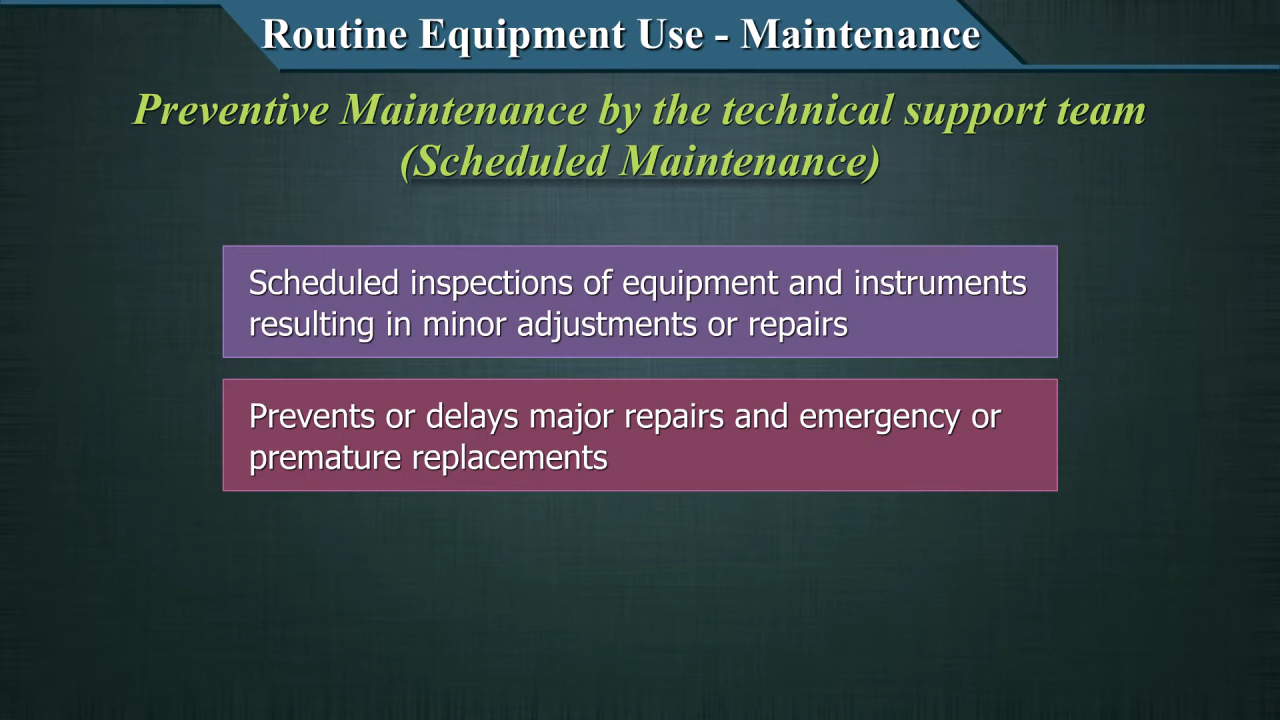 Routine Equipment Use - Maintenance
Preventive Maintenance by the technical support team
(Scheduled Maintenance)
Scheduled inspections of equipment and instruments
resulting in minor adjustments or repairs
Prevents or delays major repairs and emergency or
premature replacements